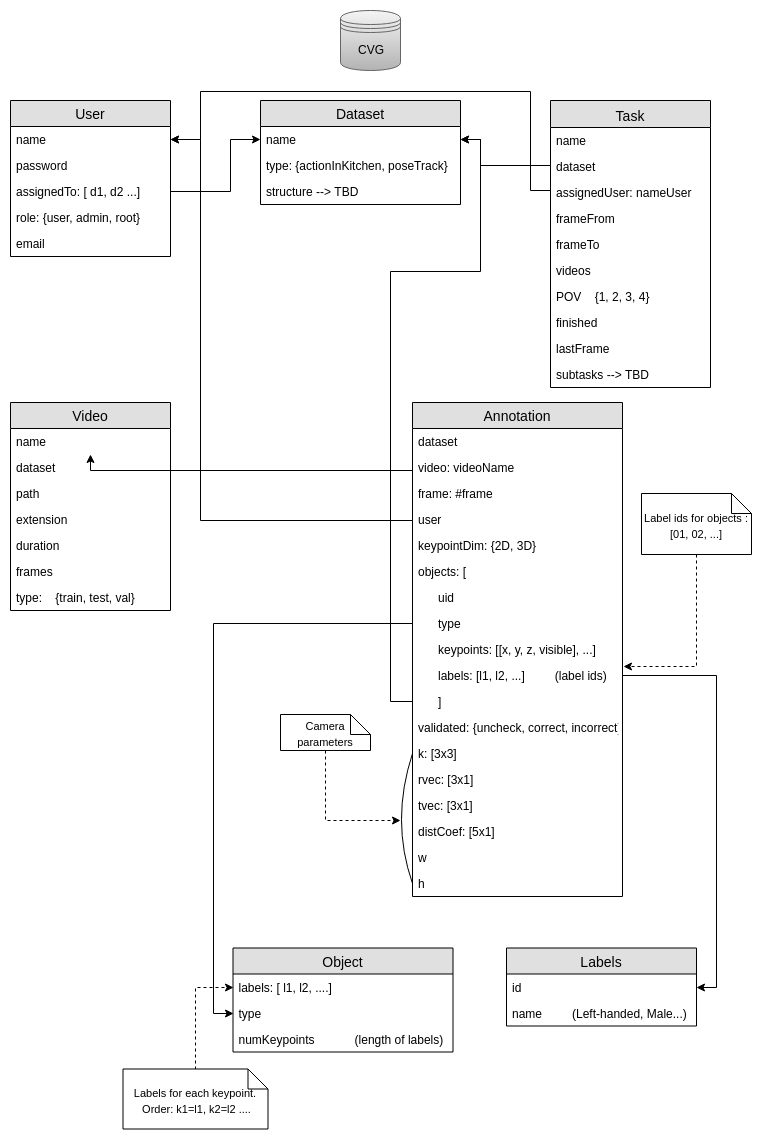 CVG
User
name
password
assignedTo: [ d1, d2 ...]
role: {user, admin, root}
email
Dataset
name
type: {actionInKitchen, poseTrack}
structure --> TBD
Task
name
dataset
assignedUser: nameUser
frameFrom
frameTo
videos
POV {1, 2, 3, 4}
finished
lastFrame
subtasks --> TBD
Video
name
dataset
path
extension
duration
frames
type: {train, test, val}
Annotation
dataset
video: videoName
frame: #frame
user
keypointDim: {2D, 3D}
objects: [
uid
type
keypoints: [[x, y, z, visible], ...]
labels: [l1, l2, ...] (label ids)
]
validated: {uncheck, correct, incorrect
k: [3x3]
rvec: [3x1]
tvec: [3x1]
distCoef: [5x1]
w
h
Label ids for objects :
[01, 02, ...]
Camera
parameters
Object
labels: [ l1, l2, ....]
type
numKeypoints (length of labels)
Labels
id
name (Left-handed, Male...)
Labels for each keypoint.
Order: k1=l1, k2=l2 ....